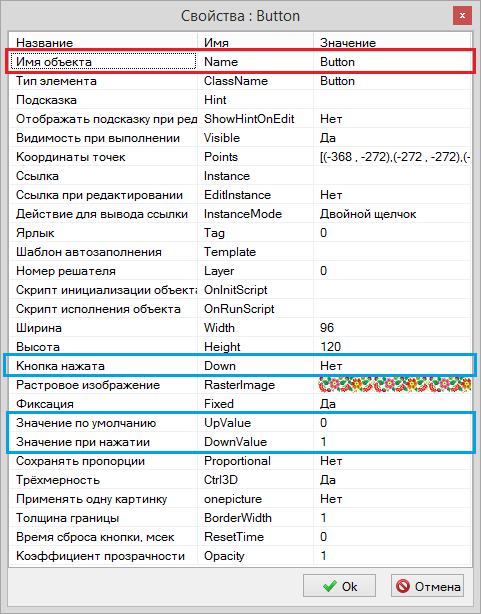 Свойства : Button
x
Название Имя Значение
Имя объекта Name Button
Тип элемента ClassName Button
Подсказка Hint
Отображать подсказку при ред ShowHintOnEdit Нет
Видимость при выполнении Visible Да
Координаты точек Points [(-368 , -272),(-272 , -272),(-
Ссылка Instance
Ссылка при редактировании EditInstance Нет
Действие для вывода ссылки InstanceMode Двойной щелчок
Ярлык Tag 0
Шаблон автозаполнения Template
Номер решателя Layer 0
Скрипт инициализации объекта OnInitScript
Скрипт исполнения объекта OnRunScript
Ширина Width 96
Высота Height 120
Кнопка нажата Down Нет
Растровое изображение RasterImage
Фиксация Fixed Да
Значение по умолчанию UpValue 0
Значение при нажатии DownValue 1
Сохранять пропорции Proportional Нет
Трёхмерность Ctrl3D Да
Применять одну картинку onepicture Нет
Толщина границы BorderWidth 1
Время сброса кнопки, мсек ResetTime 0
Коэффициент прозрачности Opacity 1
Ok Отмена